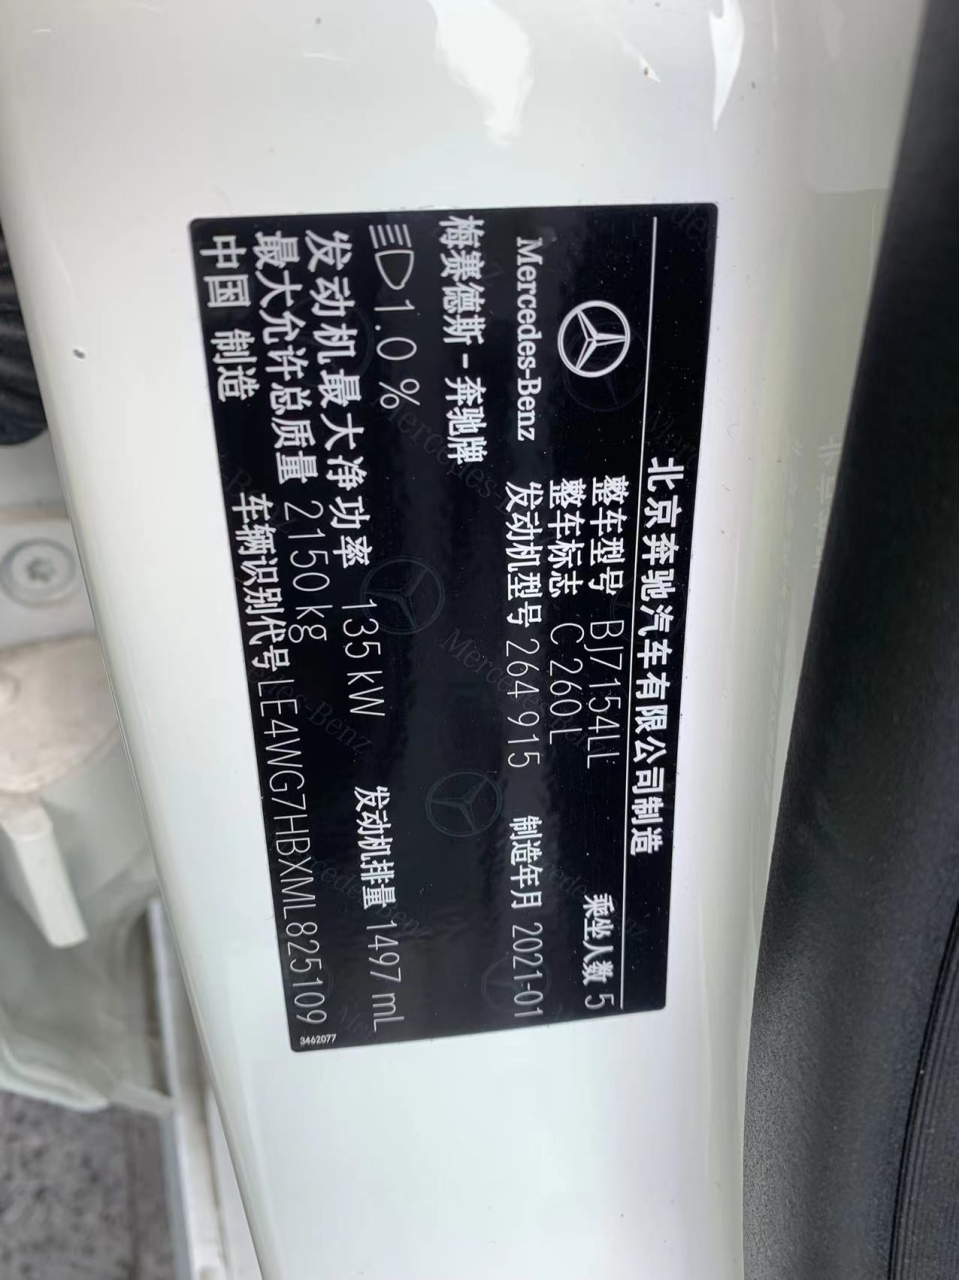 北京奔驰汽车有限公司制造
Mercedes-Benz
整车型号 BJ7154LL
乘坐人数 5
整车标志 C 260 L
梅赛德斯-奔驰牌
发动机型号 264 915
制造年月 2021-01
1.0 %
发动机最大净功率 135 kW
发动机排量 1497 mL
最大允许总质量 2150 kg
中国 制造
车辆识别代号 LE4WG7HBXML825109
3462077